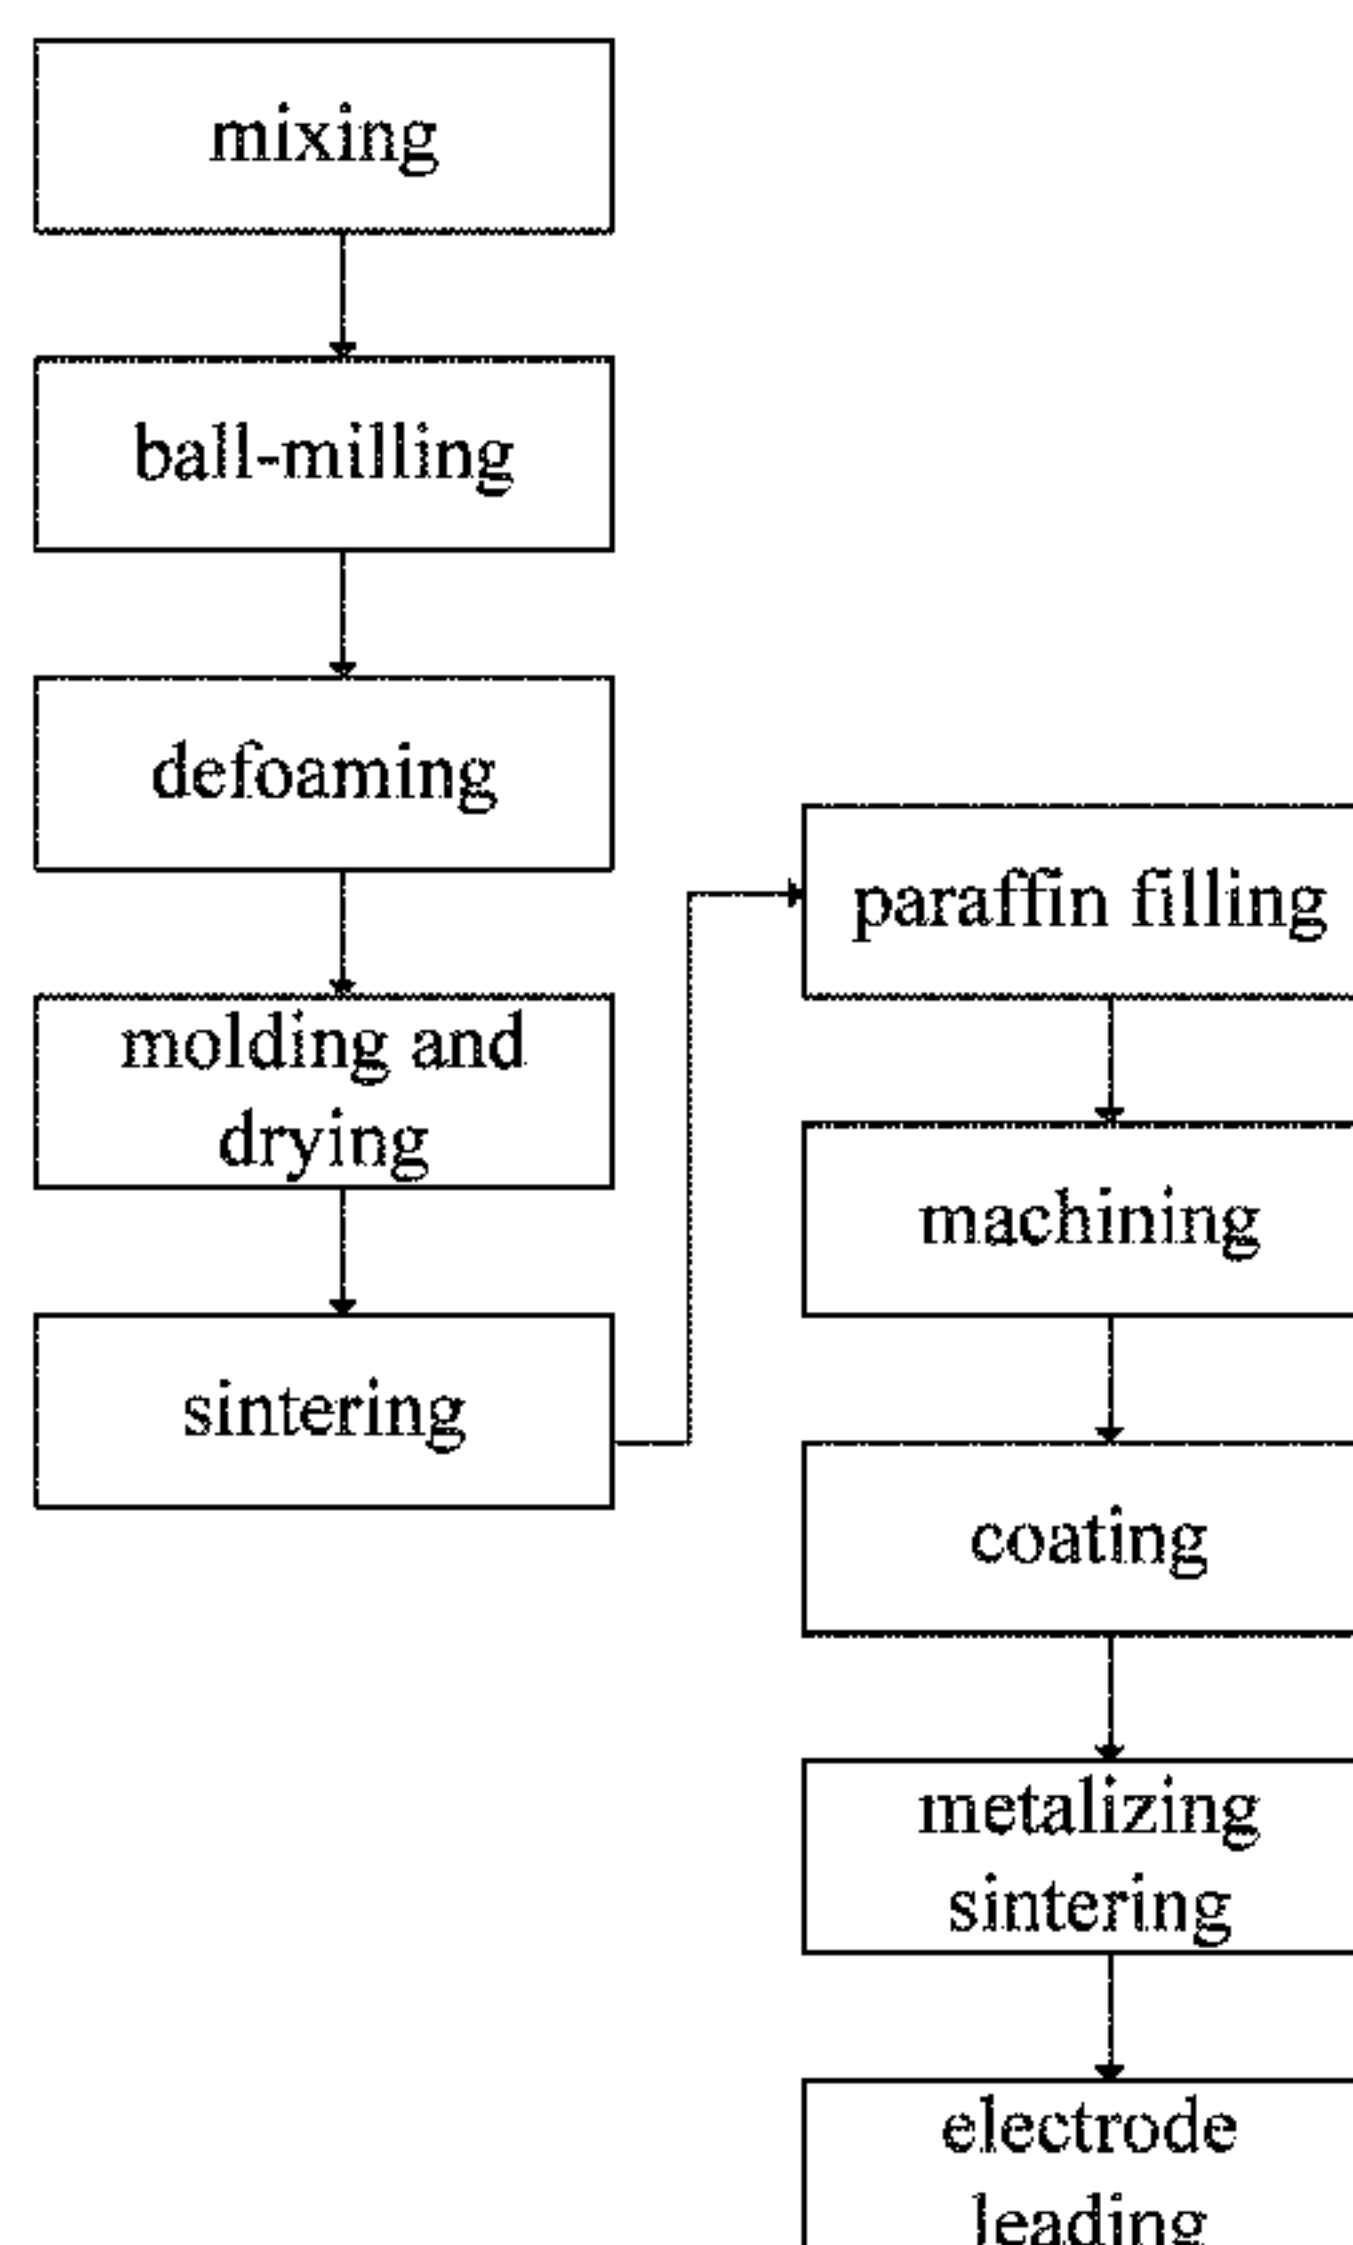 mixing
ball-milling
defoaming
molding and
drying
sintering
paraffin filling
machining
coating
metalizing
sintering
electrode
leading